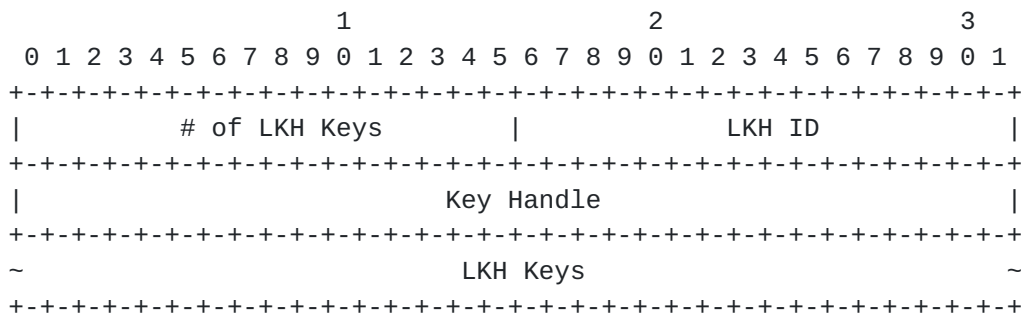 1                   2                   3
 0 1 2 3 4 5 6 7 8 9 0 1 2 3 4 5 6 7 8 9 0 1 2 3 4 5 6 7 8 9 0 1
+-+-+-+-+-+-+-+-+-+-+-+-+-+-+-+-+-+-+-+-+-+-+-+-+-+-+-+-+-+-+-+-+
|          # of LKH Keys        |             LKH ID            |
+-+-+-+-+-+-+-+-+-+-+-+-+-+-+-+-+-+-+-+-+-+-+-+-+-+-+-+-+-+-+-+-+
|                           Key Handle                          |
+-+-+-+-+-+-+-+-+-+-+-+-+-+-+-+-+-+-+-+-+-+-+-+-+-+-+-+-+-+-+-+-+
~                            LKH Keys                           ~
+-+-+-+-+-+-+-+-+-+-+-+-+-+-+-+-+-+-+-+-+-+-+-+-+-+-+-+-+-+-+-+-+